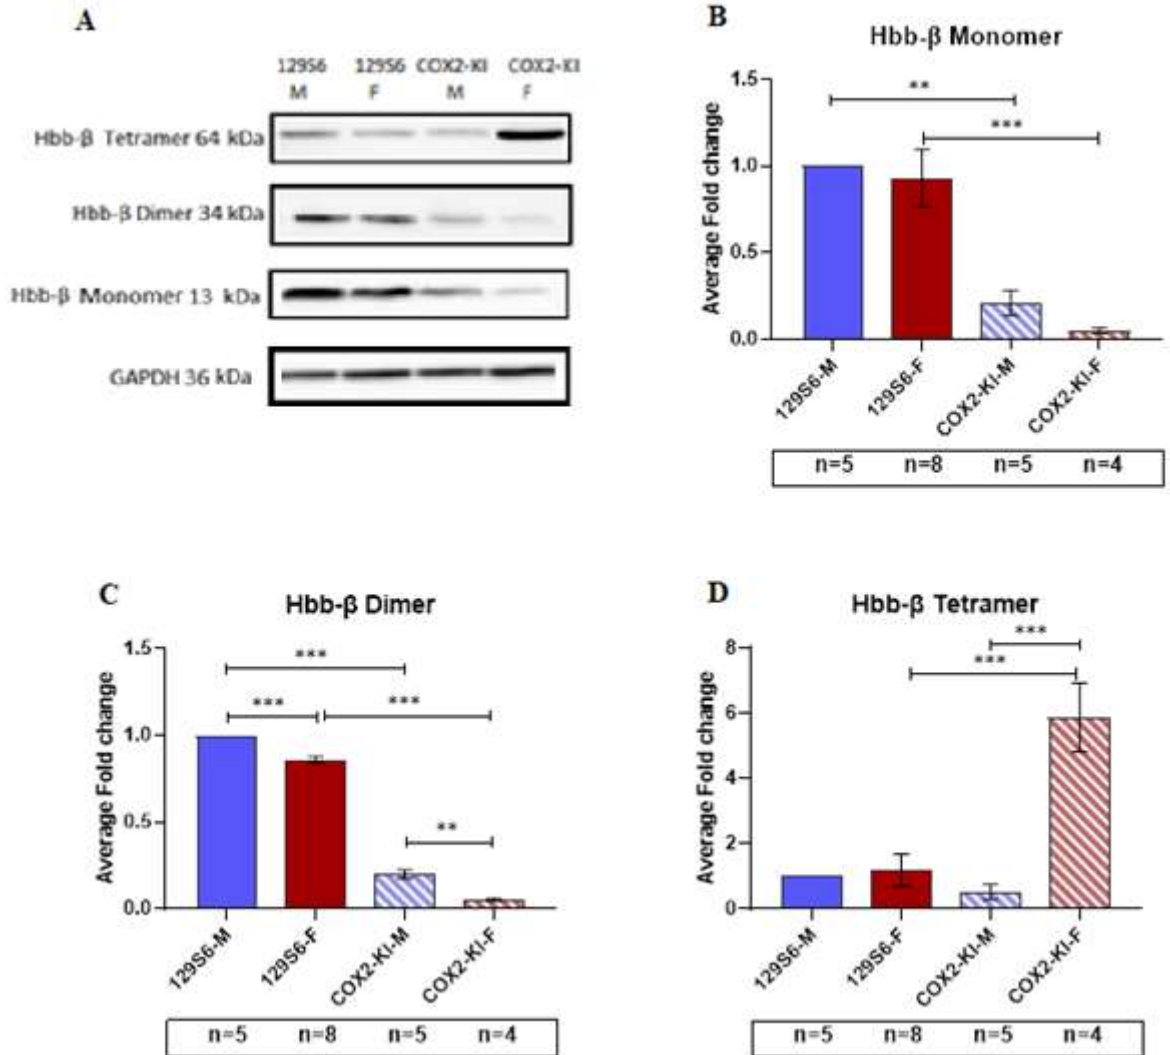 A
129S6 129S6 COX2-KI COX2-KI
M F M F
Hbb-β Tetramer 64 kDa
Hbb-β Dimer 34 kDa
Hbb-β Monomer 13 kDa
GAPDH 36 kDa
B
Hbb-β Monomer
Average Fold change
1.5
1.0
0.5
0.0
** 
***
129S6-M
129S6-F
COX2-KI-M
COX2-KI-F
n=5 n=8 n=5 n=4
C
Hbb-β Dimer
Average Fold change
1.5
1.0
0.5
0.0
***
*** ***
**
129S6-M
129S6-F
COX2-KI-M
COX2-KI-F
n=5 n=8 n=5 n=4
D
Hbb-β Tetramer
Average Fold change
8
6
4
2
0
***
***
129S6-M
129S6-F
COX2-KI-M
COX2-KI-F
n=5 n=8 n=5 n=4